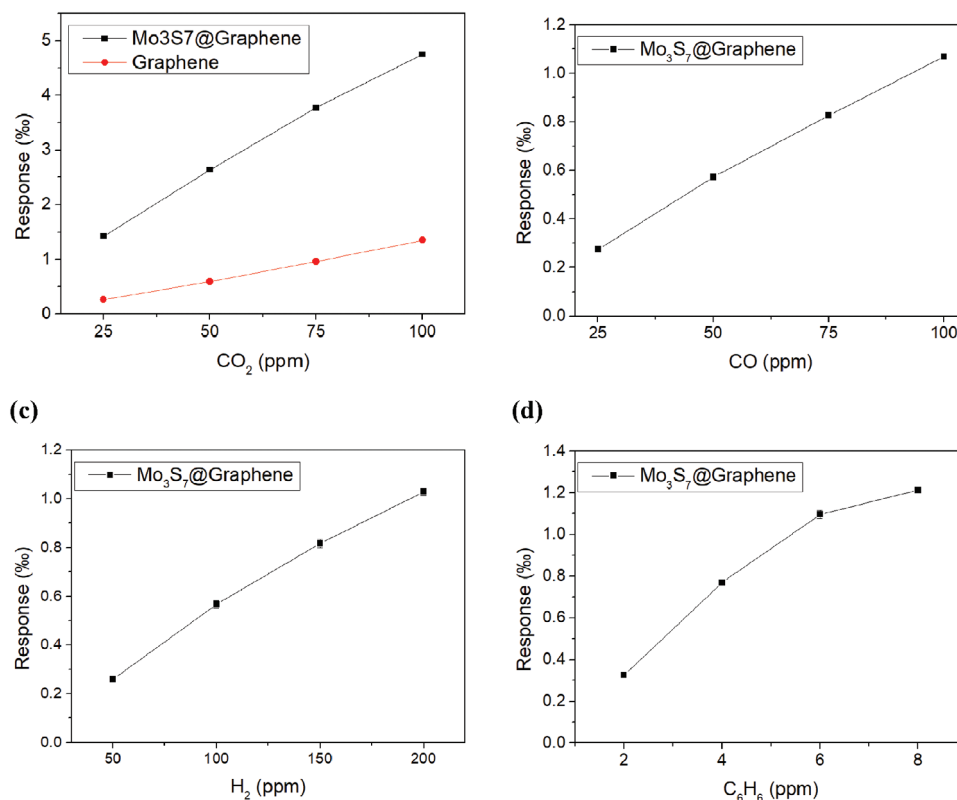 Mo3S7@Graphene
Graphene
5
4
3
2
1
0
Response (‰)
25 50 75 100
CO₂ (ppm)
Mo₃S₇@Graphene
1.2
1.0
0.8
0.6
0.4
0.2
0.0
Response (‰)
25 50 75 100
CO (ppm)
(c)
Mo₃S₇@Graphene
1.2
1.0
0.8
0.6
0.4
0.2
0.0
Response (‰)
50 100 150 200
H₂ (ppm)
(d)
Mo₃S₇@Graphene
1.4
1.2
1.0
0.8
0.6
0.4
0.2
0.0
Response (‰)
2 4 6 8
C₆H₆ (ppm)